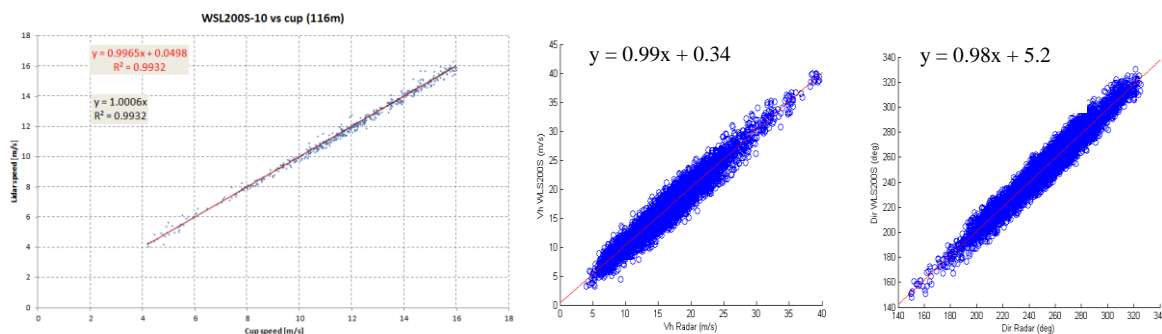 WSL200S-10 vs cup (116m)
18
16
14
12
10
8
6
4
2
0
Lidar speed [m/s]
y = 0.9965x + 0.0498
R² = 0.9932
y = 1.0006x
R² = 0.9932
0 2 4 6 8 10 12 14 16 18
Cup speed [m/s]
y = 0.99x + 0.34
45
40
35
30
25
20
15
10
5
0
Vh WLS200S (m/s)
5 10 15 20 25 30 35 40
Vh Radar (m/s)
y = 0.98x + 5.2
340
320
300
280
260
240
220
200
180
160
140
Dir WLS200S (deg)
140 160 180 200 220 240 260 280 300 320 340
Dir Radar (deg)